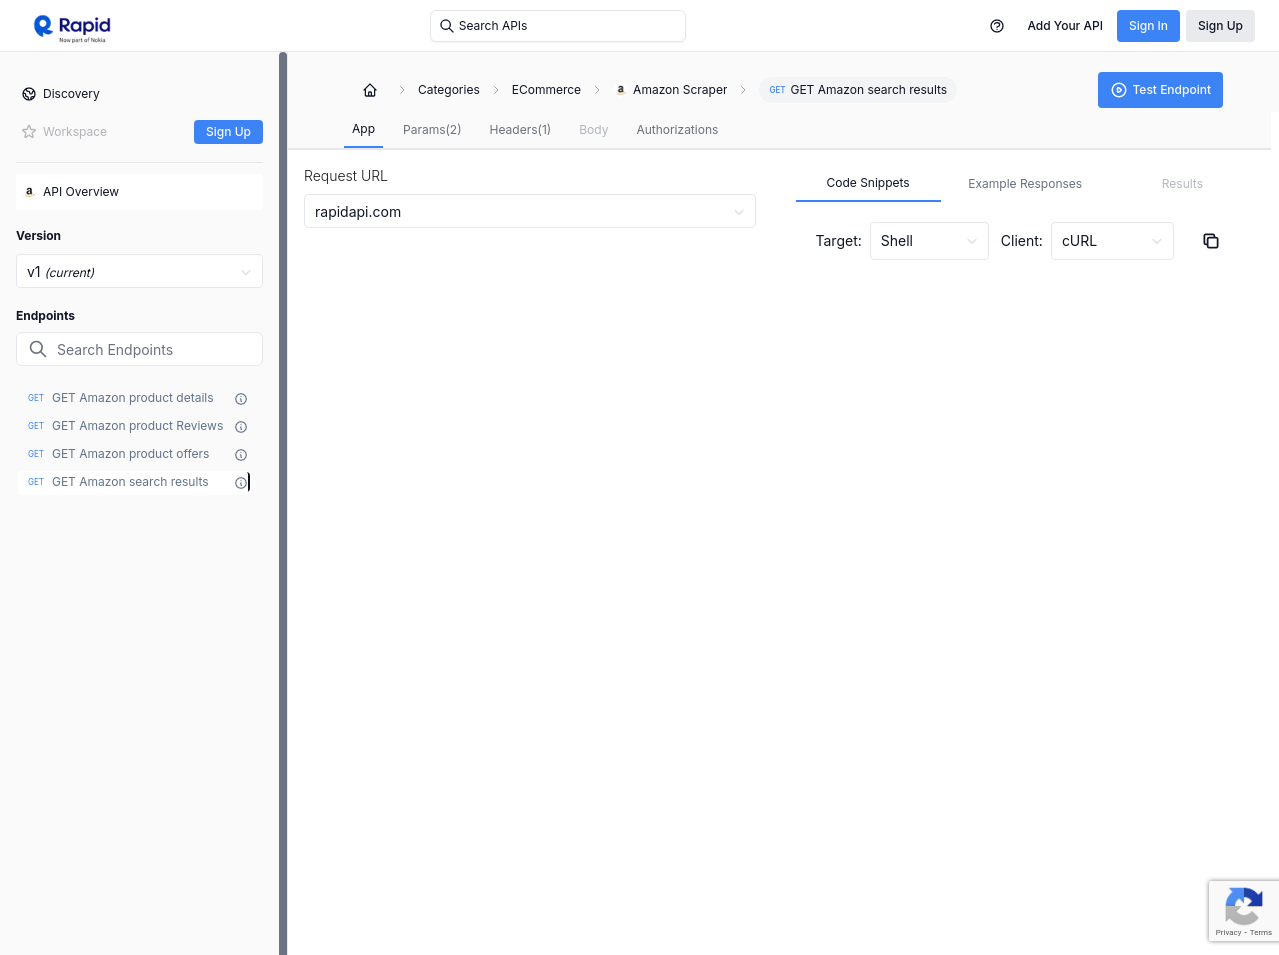 Rapid
Now part of Nokia
Search APIs
Add Your API
Sign In
Sign Up
Discovery
Workspace
Sign Up
API Overview
Version
v1 (current)
Endpoints
Search Endpoints
GET GET Amazon product details
GET GET Amazon product Reviews
GET GET Amazon product offers
GET GET Amazon search results
Categories
ECommerce
a Amazon Scraper
GET GET Amazon search results
Test Endpoint
App
Params(2)
Headers(1)
Body
Authorizations
Request URL
rapidapi.com
Code Snippets
Example Responses
Results
Target:
Shell
Client:
cURL
Privacy - Terms